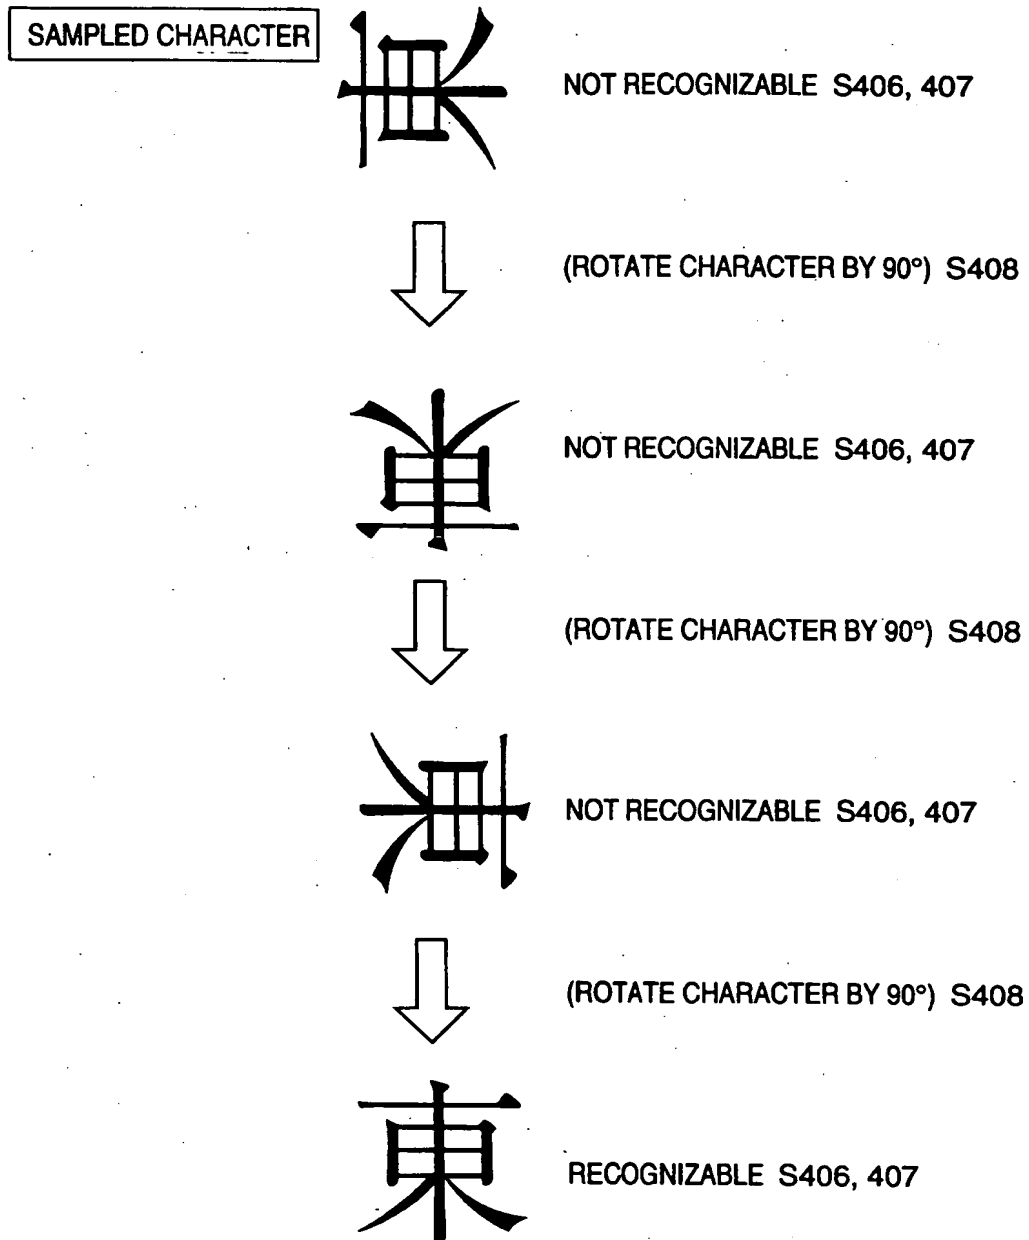 SAMPLED CHARACTER
NOT RECOGNIZABLE S406, 407
(ROTATE CHARACTER BY 90°) S408
NOT RECOGNIZABLE S406, 407
(ROTATE CHARACTER BY 90°) S408
NOT RECOGNIZABLE S406, 407
(ROTATE CHARACTER BY 90°) S408
東
RECOGNIZABLE S406, 407